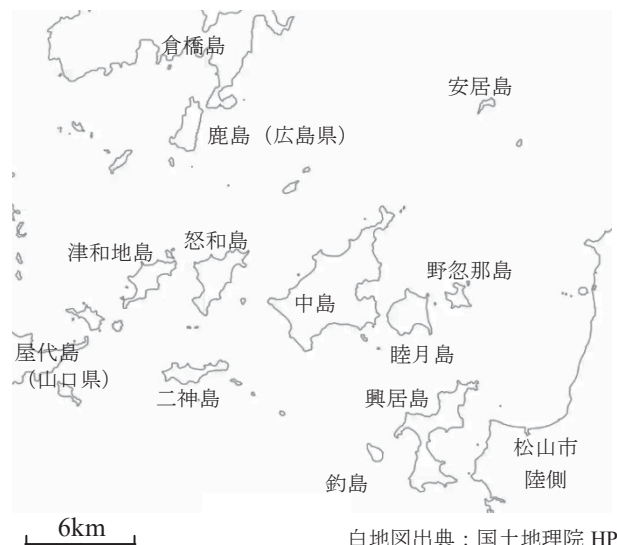 倉橋島
安居島
鹿島（広島県）
津和地島
怒和島
野忽那島
中島
屋代島
（山口県）
睦月島
二神島
興居島
松山市
陸側
釣島
6km
白地図出典：国土地理院 HP